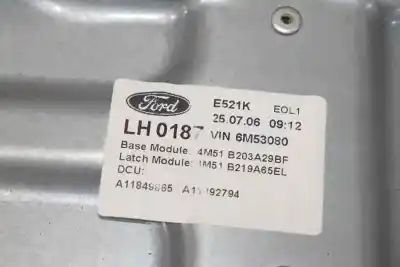 Ford E521K EOL1
25.07.06 09:12
LH 0187 VIN 6M53080
Base Module: 4M51 B203A29BF
Latch Module: 4M51 B219A65EL
DCU: